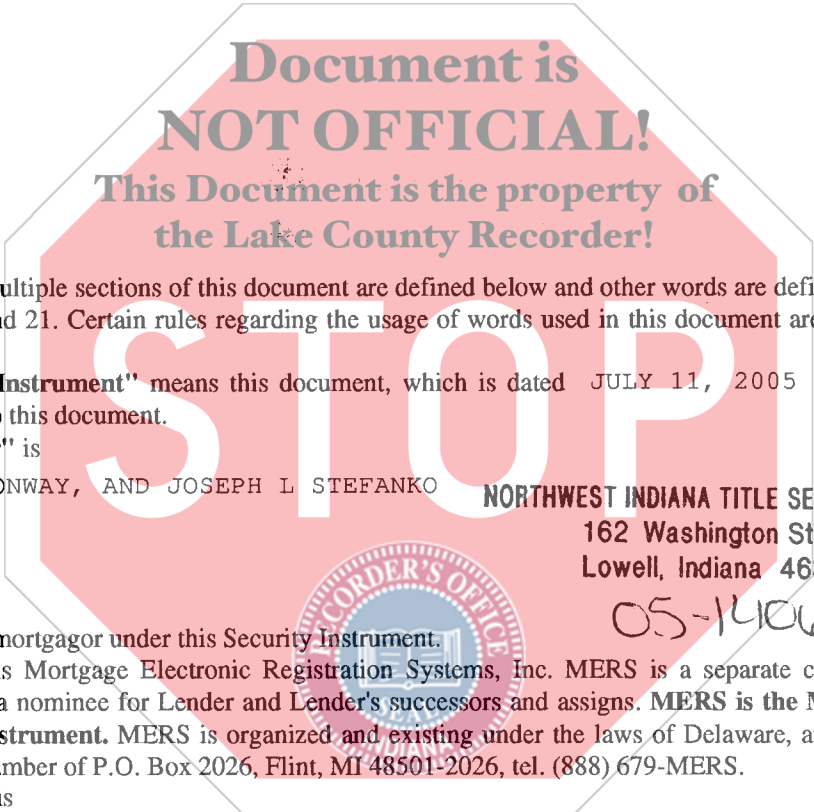 Document is
NOT OFFICIAL!
This Document is the property of
the Lake County Recorder!
ultiple sections of this document are defined below and other words are defi
nd 21. Certain rules regarding the usage of words used in this document are
STOP
Instrument" means this document, which is dated JULY 11, 2005
this document.
" is
ONWAY, AND JOSEPH L STEFANKO
NORTHWEST INDIANA TITLE SE
162 Washington St
Lowell, Indiana 46
05-1406
RECORDER'S OFFICE
SEAL
INDIANA
mortgagor under this Security Instrument.
is Mortgage Electronic Registration Systems, Inc. MERS is a separate c
a nominee for Lender and Lender's successors and assigns. MERS is the M
strument. MERS is organized and existing under the laws of Delaware, a
mber of P.O. Box 2026, Flint, MI 48501-2026, tel. (888) 679-MERS.
is